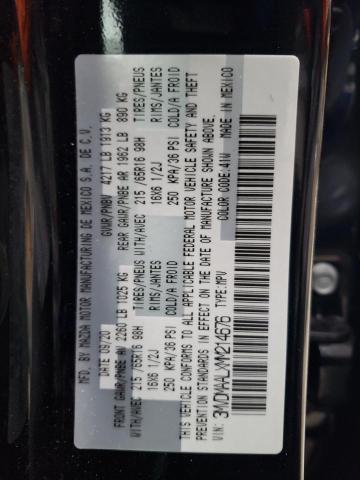 MFD. BY MAZDA MOTOR MANUFACTURING DE MEXICO S.A. DE C.V.
DATE 09/20 GVWR/PNBV 4217 LB 1913 KG
FRONT GAWR/PNBE AV 2260 LB 1025 KG REAR GAWR/PNBE AR 1962 LB 890 KG
WITH/AVEC 215/65R16 98H TIRES/PNEUS WITH/AVEC 215/65R16 98H TIRES/PNEUS
16X6 1/2J RIMS/JANTES 16X6 1/2J RIMS/JANTES
250 KPA/36 PSI COLD/A FROID 250 KPA/36 PSI COLD/A FROID
THIS VEHICLE CONFORMS TO ALL APPLICABLE FEDERAL MOTOR VEHICLE SAFETY AND THEFT
PREVENTION STANDARDS IN EFFECT ON THE DATE OF MANUFACTURE SHOWN ABOVE.
3MVDMAALXMM214676 TYPE:MPV COLOR CODE:41W MADE IN MEXICO